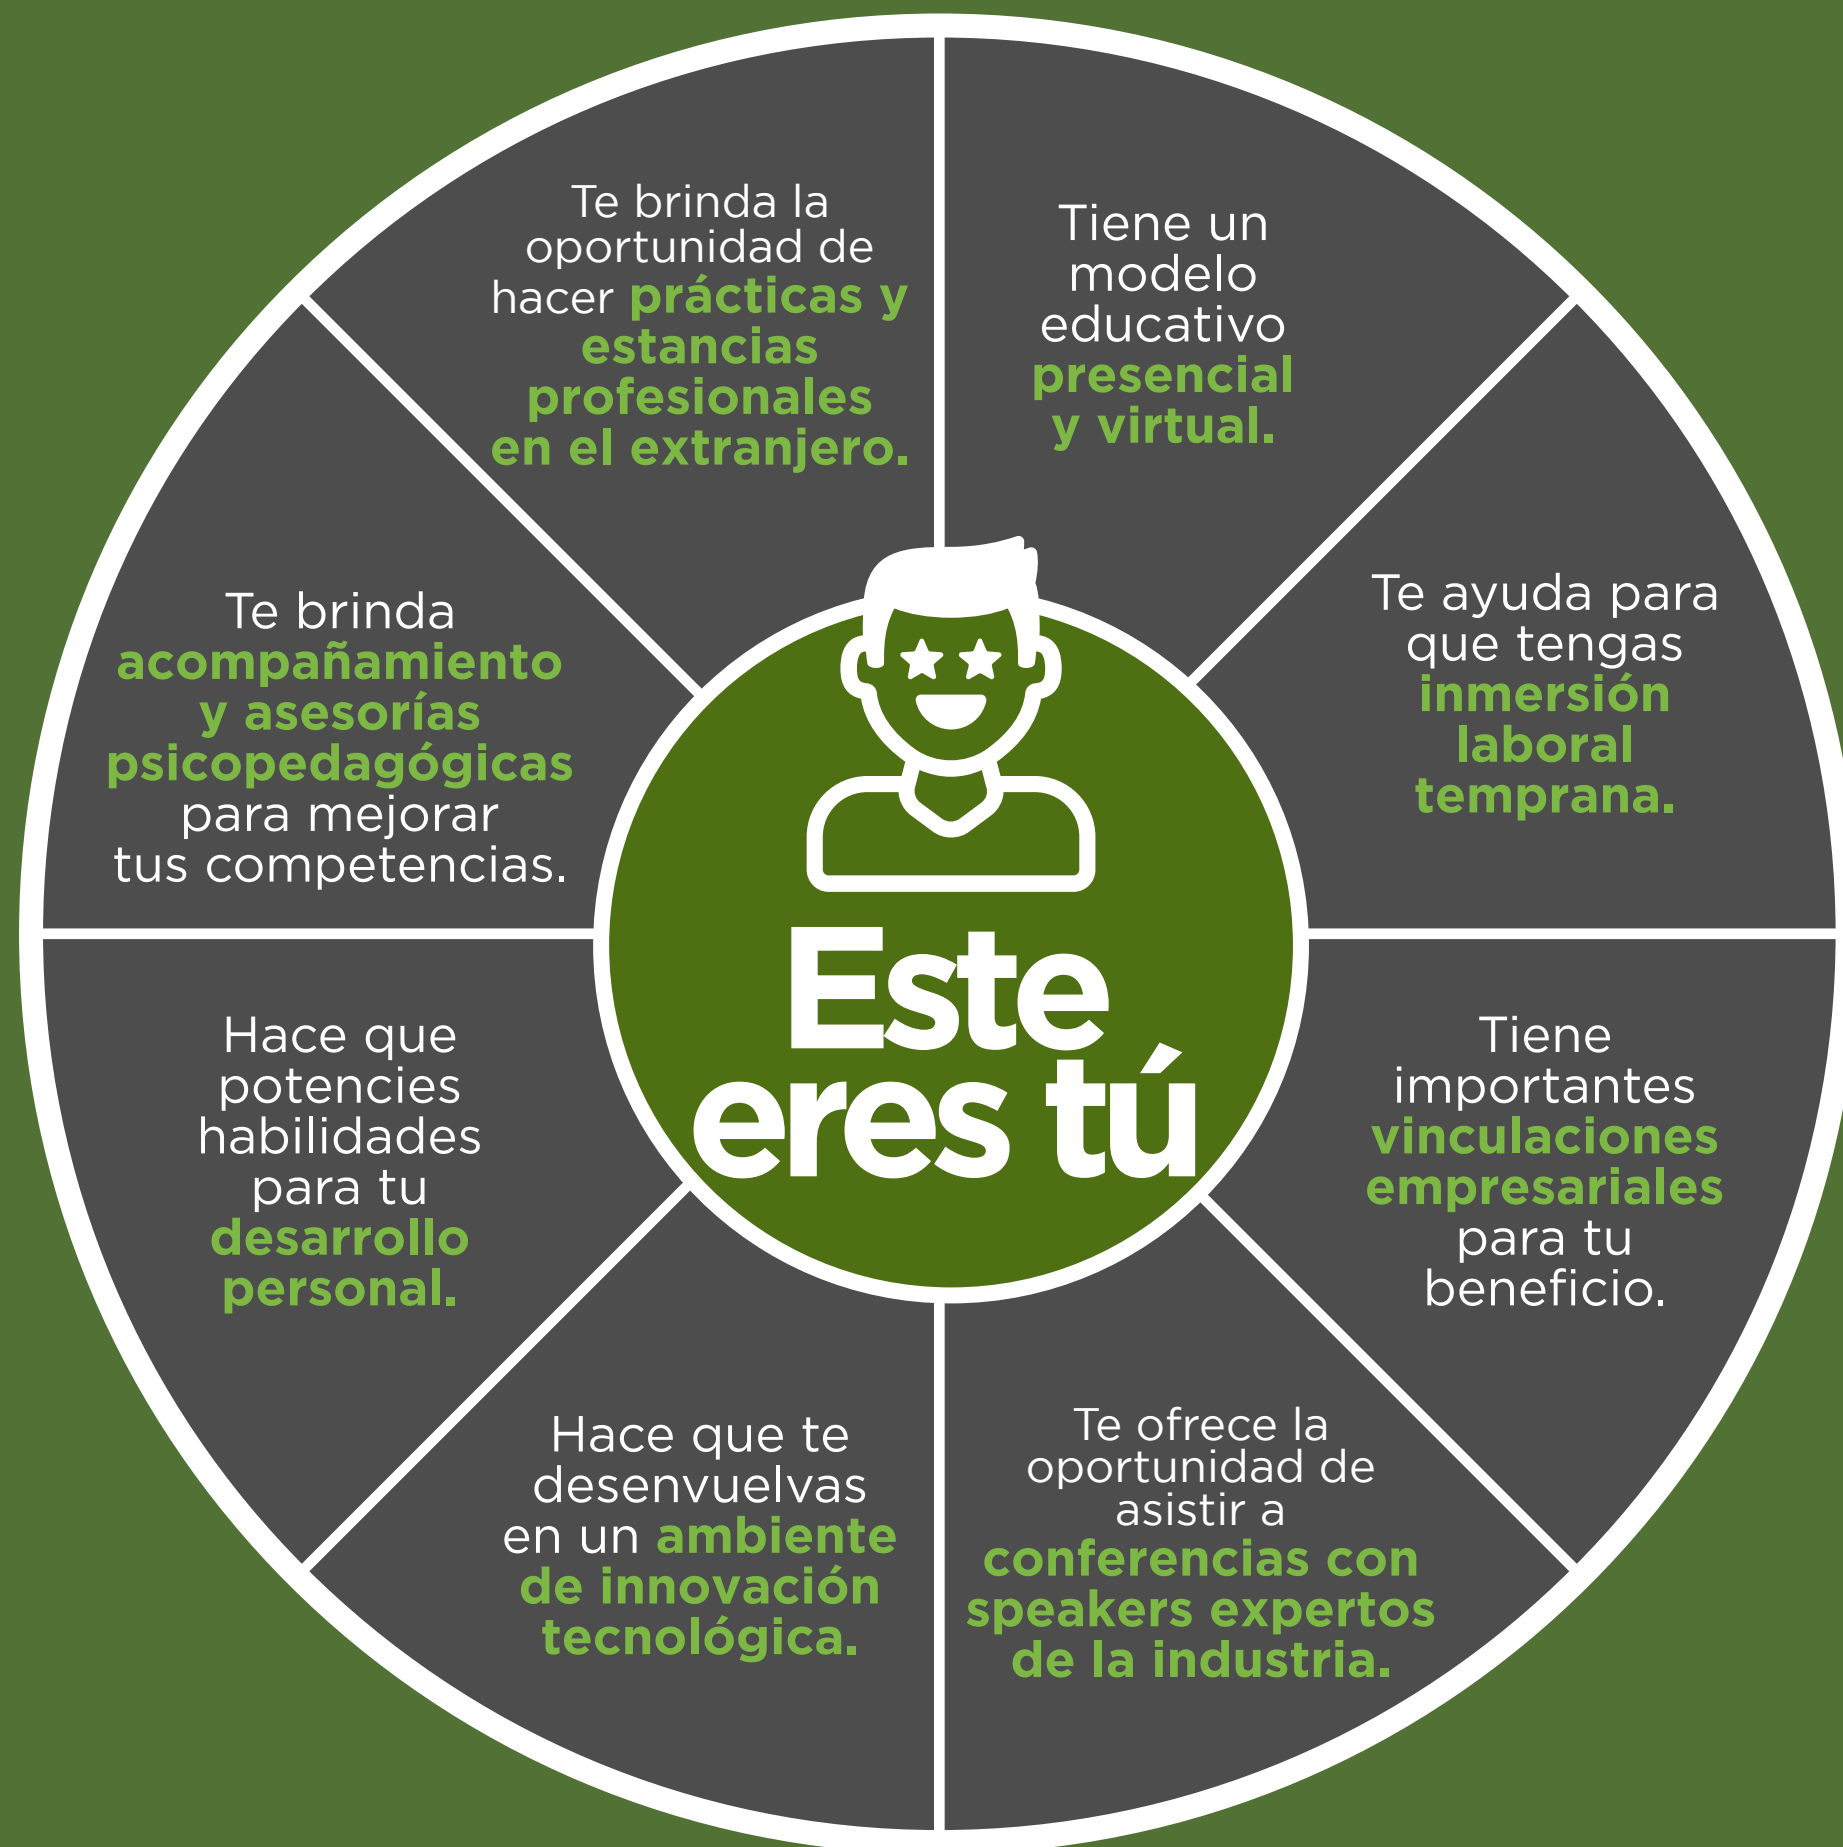 Te brinda la
oportunidad de
hacer prácticas y
estancias
profesionales
en el extranjero.
Tiene un
modelo
educativo
presencial
y virtual.
Te ayuda para
que tengas
inmersión
laboral
temprana.
Tiene
importantes
vinculaciones
empresariales
para tu
beneficio.
Te ofrece la
oportunidad de
asistir a
conferencias con
speakers expertos
de la industria.
Hace que te
desenvuelvas
en un ambiente
de innovación
tecnológica.
Hace que
potencies
habilidades
para tu
desarrollo
personal.
Te brinda
acompañamiento
y asesorías
psicopedagógicas
para mejorar
tus competencias.
Este
eres tú